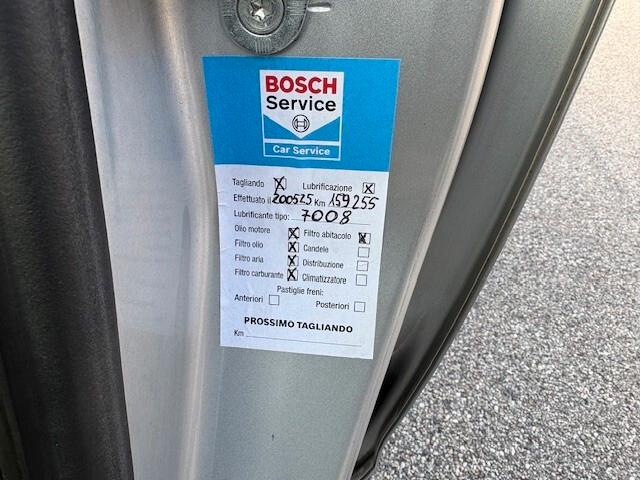 BOSCH
Service
Car Service
Tagliando Lubrificazione
Effettuato il 200525 Km 159255
Lubrificante tipo: 7008
Olio motore Filtro abitacolo
Filtro olio Candele
Filtro aria Distribuzione
Filtro carburante Climatizzatore
Pastiglie freni:
Anteriori Posteriori
PROSSIMO TAGLIANDO
Km